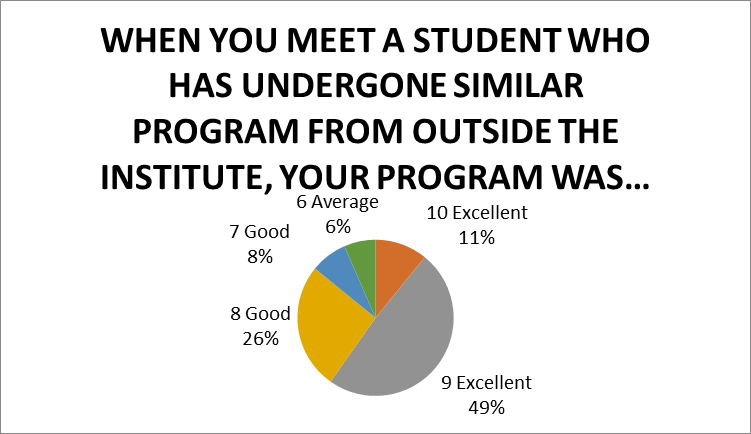 WHEN YOU MEET A STUDENT WHO
HAS UNDERGONE SIMILAR
PROGRAM FROM OUTSIDE THE
INSTITUTE, YOUR PROGRAM WAS...
6 Average
6%
10 Excellent
11%
7 Good
8%
8 Good
26%
9 Excellent
49%